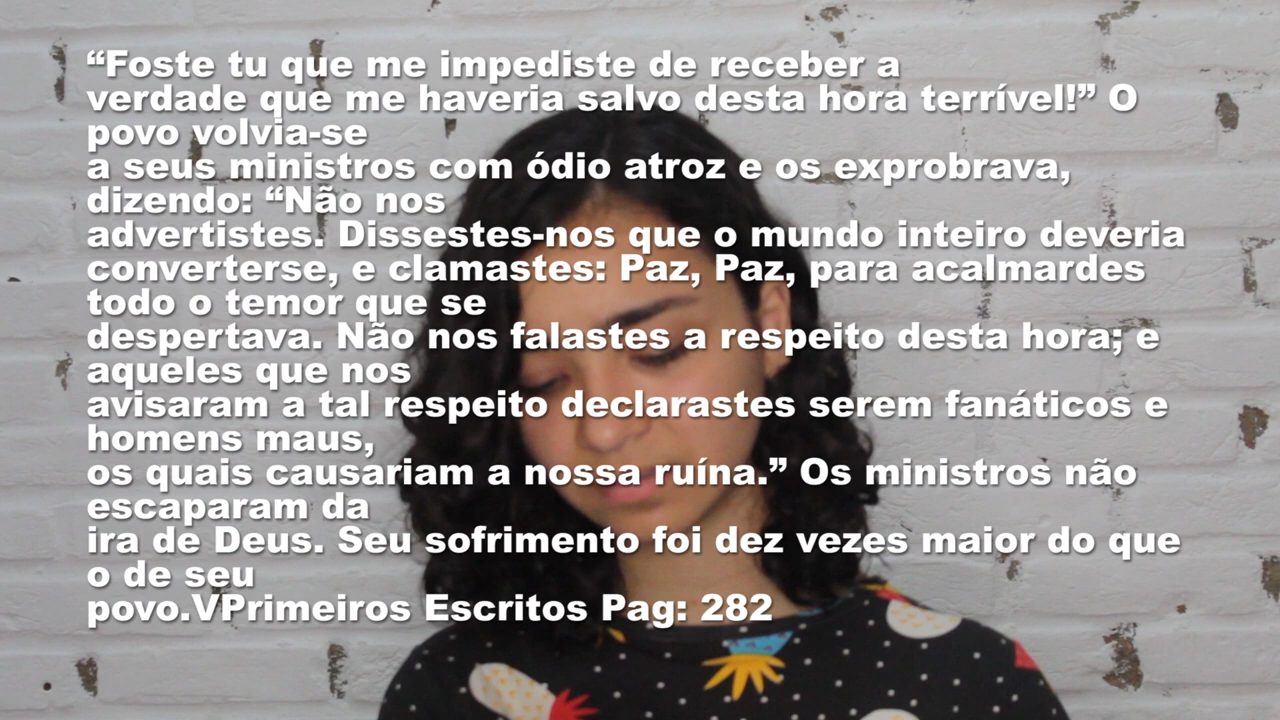 “Foste tu que me impediste de receber a
verdade que me haveria salvo desta hora terrível!” O
povo volvia-se
a seus ministros com ódio atroz e os exprobrava,
dizendo: “Não nos
advertistes. Dissestes-nos que o mundo inteiro deveria
converterse, e clamastes: Paz, Paz, para acalmardes
todo o temor que se
despertava. Não nos falastes a respeito desta hora; e
aqueles que nos
avisaram a tal respeito declarastes serem fanáticos e
homens maus,
os quais causariam a nossa ruína.” Os ministros não
escaparam da
ira de Deus. Seu sofrimento foi dez vezes maior do que
o de seu
povo.VPrimeiros Escritos Pag: 282